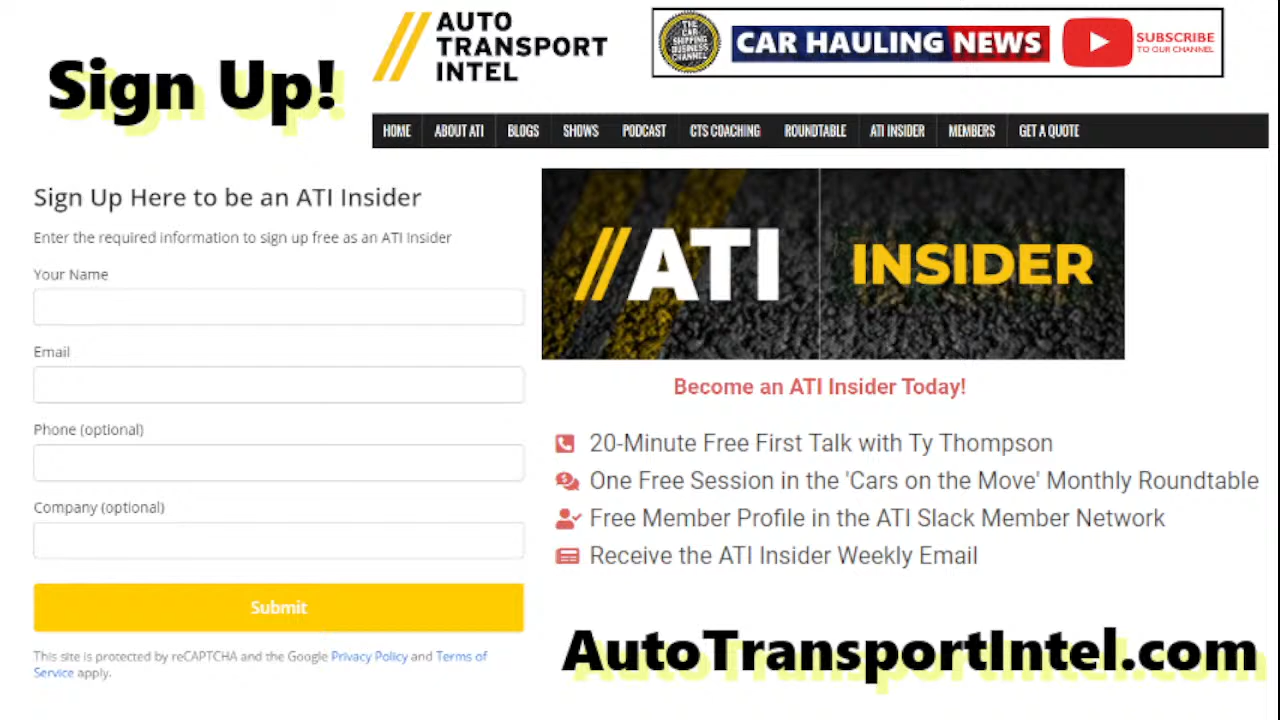 Sign Up!
AUTO
TRANSPORT
INTEL
THE
CAR
SHIPPING
BUSINESS
CHANNEL
CAR HAULING NEWS
SUBSCRIBE
TO OUR CHANNEL
HOME ABOUT ATI BLOGS SHOWS PODCAST CTS COACHING ROUNDTABLE ATI INSIDER MEMBERS GET A QUOTE
Sign Up Here to be an ATI Insider
Enter the required information to sign up free as an ATI Insider
Your Name
Email
Phone (optional)
Company (optional)
Submit
This site is protected by reCAPTCHA and the Google Privacy Policy and Terms of
Service apply.
//ATI INSIDER
Become an ATI Insider Today!
20-Minute Free First Talk with Ty Thompson
One Free Session in the 'Cars on the Move' Monthly Roundtable
Free Member Profile in the ATI Slack Member Network
Receive the ATI Insider Weekly Email
AutoTransportIntel.com